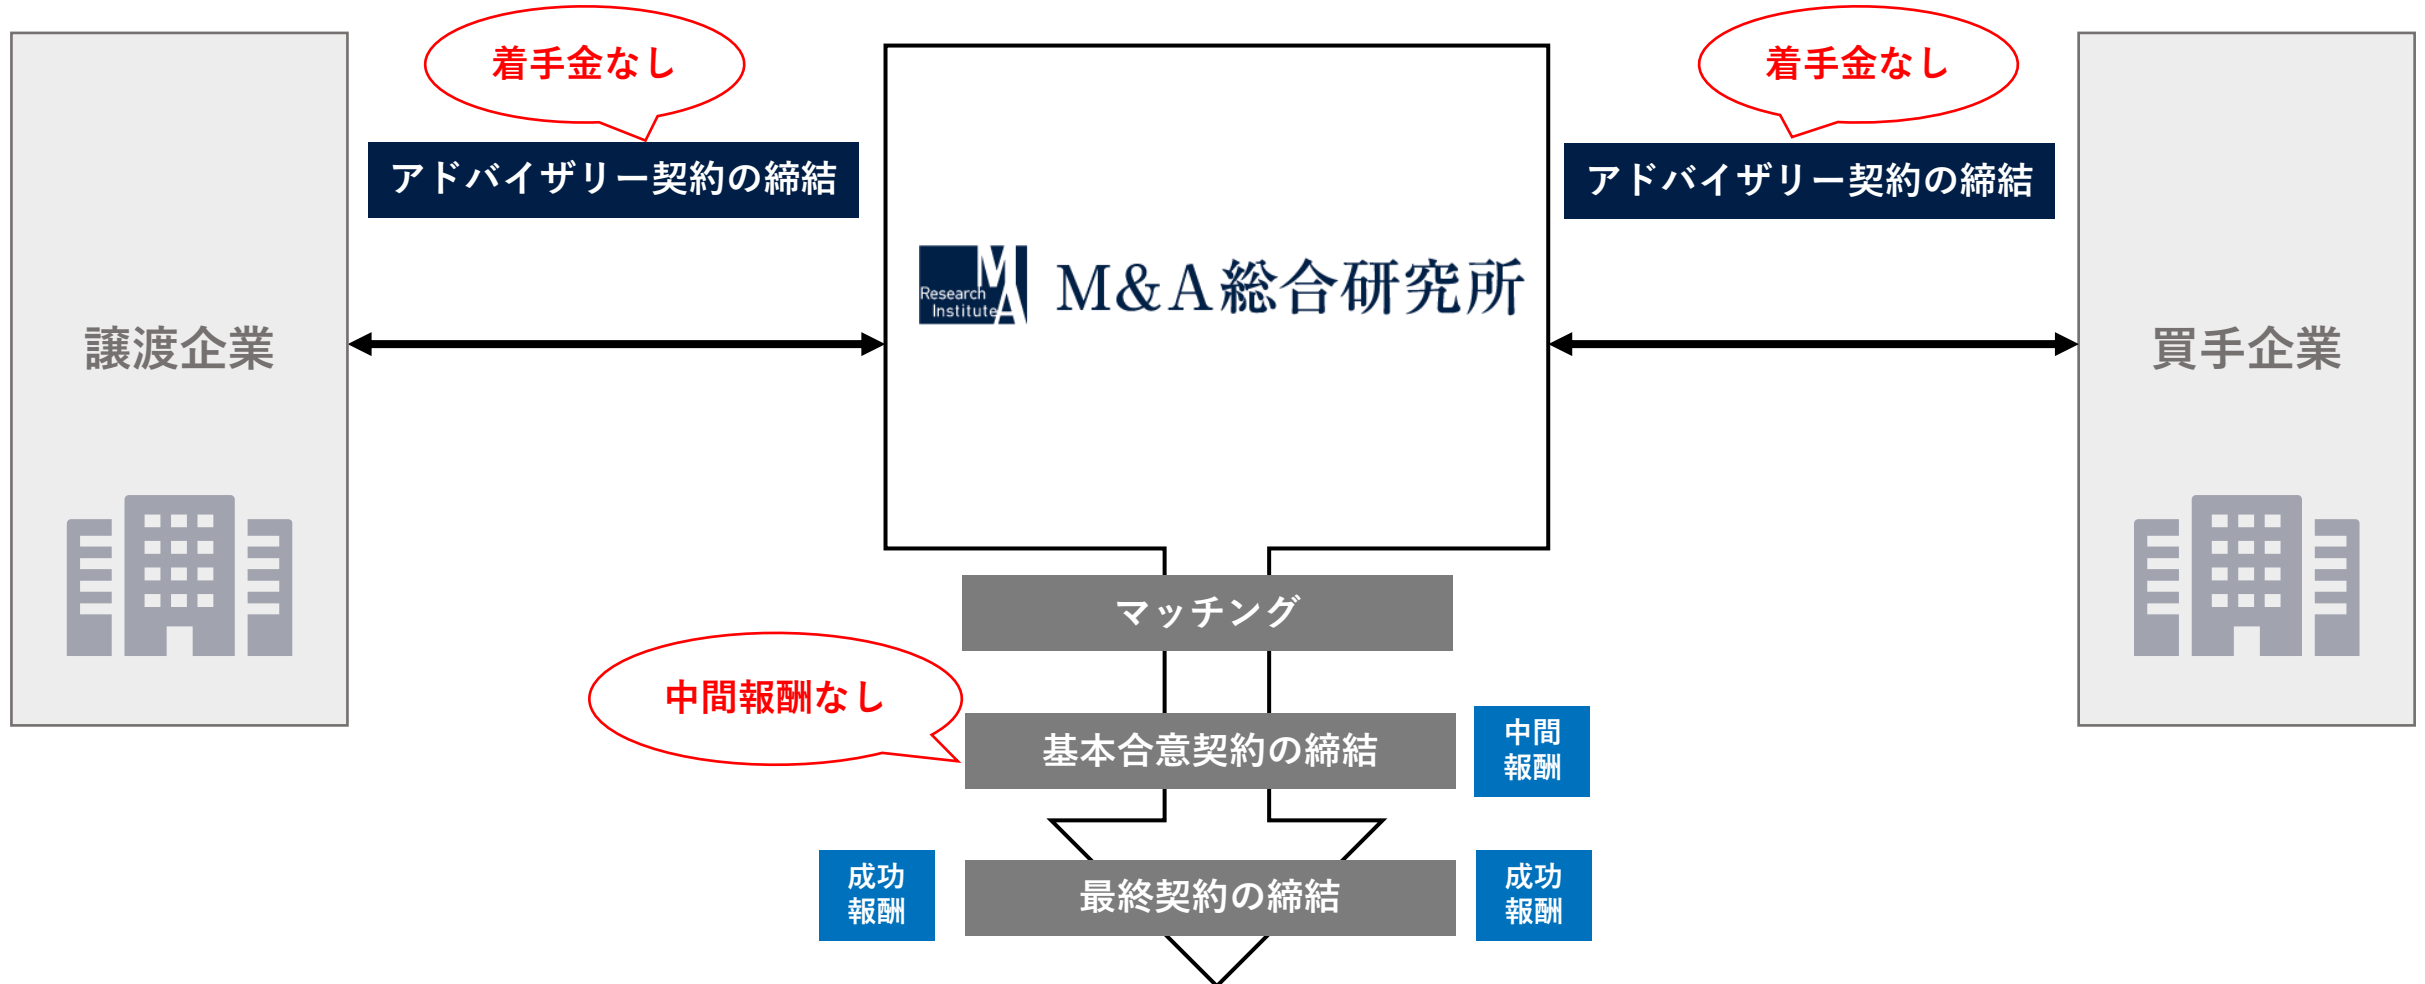 着手金なし
着手金なし
アドバイザリー契約の締結
アドバイザリー契約の締結
MA
Research
Institute
M&A総合研究所
譲渡企業
買手企業
マッチング
中間報酬なし
基本合意契約の締結
中間
報酬
成功
報酬
最終契約の締結
成功
報酬